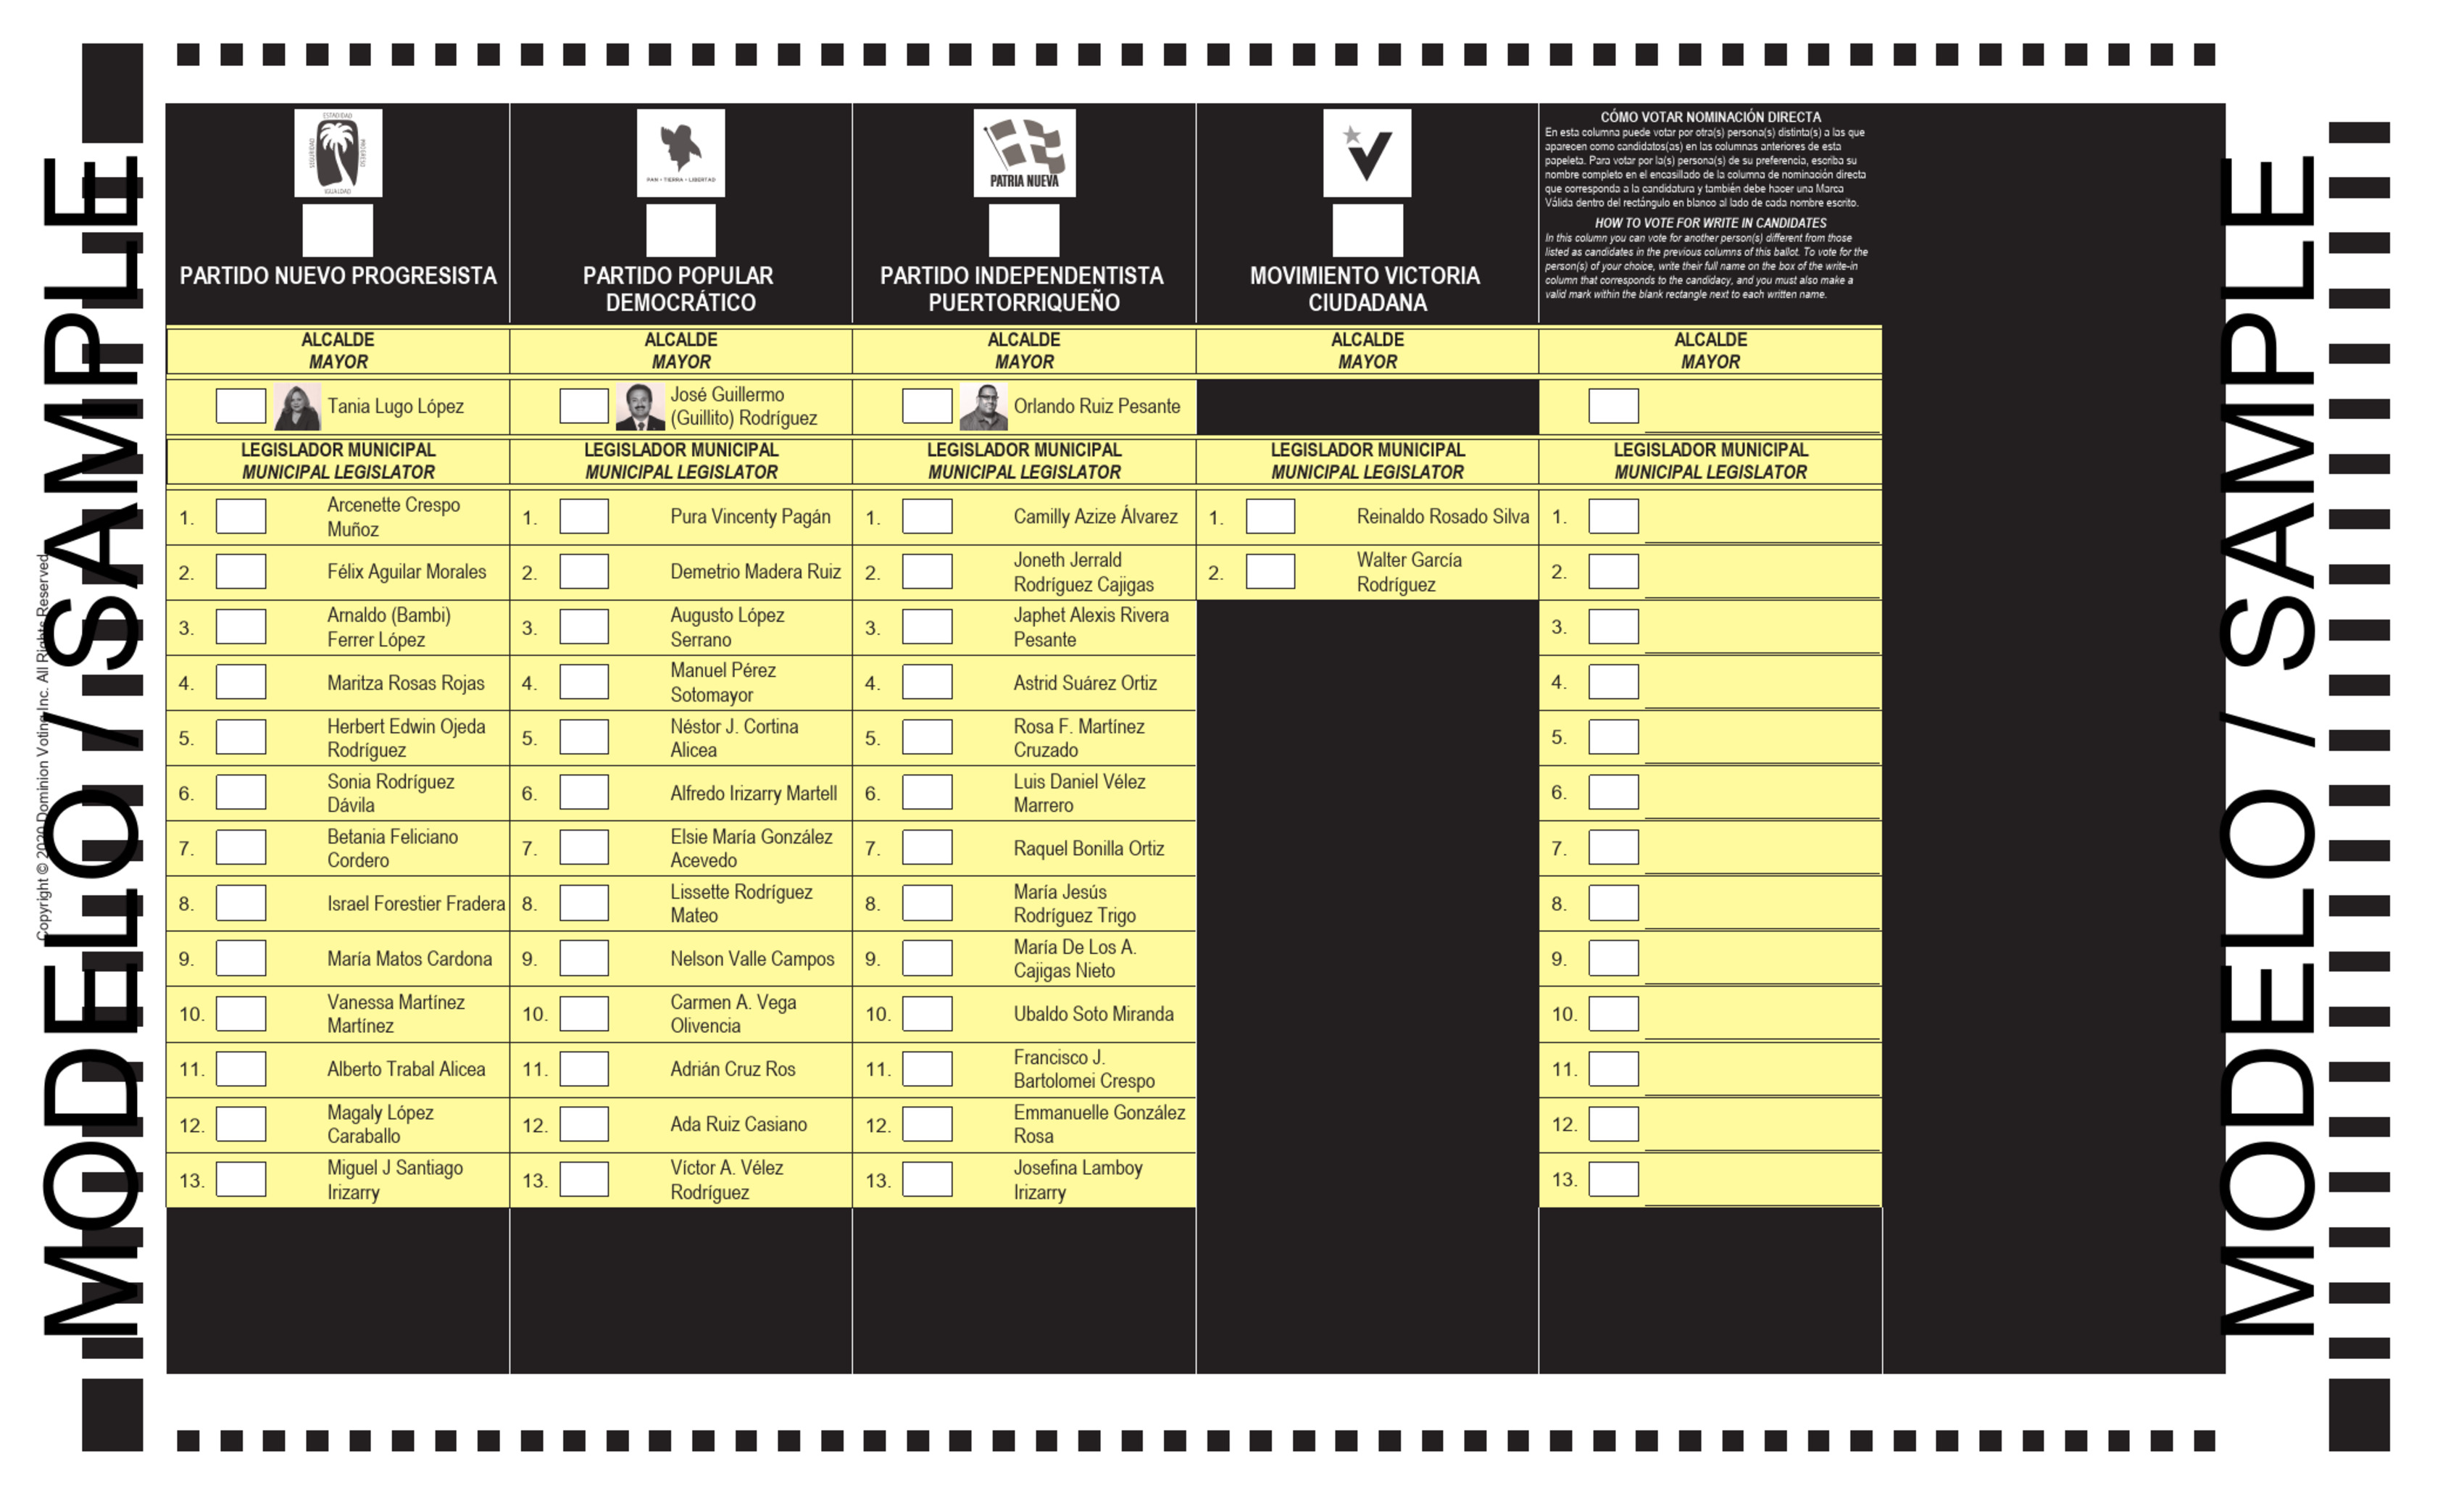 MODELO / SAMPLE
Copyright © 2020 Dominion Voting Inc. All Rights Reserved
ESTADIDAD
SEGURIDAD
PROGRESO
IGUALDAD
PARTIDO NUEVO PROGRESISTA
ALCALDE
MAYOR
Tania Lugo López
LEGISLADOR MUNICIPAL
MUNICIPAL LEGISLATOR
1. Arcenette Crespo
Muñoz
2. Félix Aguilar Morales
3. Arnaldo (Bambi)
Ferrer López
4. Maritza Rosas Rojas
5. Herbert Edwin Ojeda
Rodríguez
6. Sonia Rodríguez
Dávila
7. Betania Feliciano
Cordero
8. Israel Forestier Fradera
9. María Matos Cardona
10. Vanessa Martínez
Martínez
11. Alberto Trabal Alicea
12. Magaly López
Caraballo
13. Miguel J Santiago
Irizarry
PAN • TIERRA • LIBERTAD
PARTIDO POPULAR
DEMOCRÁTICO
ALCALDE
MAYOR
José Guillermo
(Guillito) Rodríguez
LEGISLADOR MUNICIPAL
MUNICIPAL LEGISLATOR
1. Pura Vincenty Pagán
2. Demetrio Madera Ruiz
3. Augusto López
Serrano
4. Manuel Pérez
Sotomayor
5. Néstor J. Cortina
Alicea
6. Alfredo Irizarry Martell
7. Elsie María González
Acevedo
8. Lissette Rodríguez
Mateo
9. Nelson Valle Campos
10. Carmen A. Vega
Olivencia
11. Adrián Cruz Ros
12. Ada Ruiz Casiano
13. Víctor A. Vélez
Rodríguez
PATRIA NUEVA
PARTIDO INDEPENDENTISTA
PUERTORRIQUEÑO
ALCALDE
MAYOR
Orlando Ruiz Pesante
LEGISLADOR MUNICIPAL
MUNICIPAL LEGISLATOR
1. Camilly Azize Álvarez
2. Joneth Jerrald
Rodríguez Cajigas
3. Japhet Alexis Rivera
Pesante
4. Astrid Suárez Ortiz
5. Rosa F. Martínez
Cruzado
6. Luis Daniel Vélez
Marrero
7. Raquel Bonilla Ortiz
8. María Jesús
Rodríguez Trigo
9. María De Los A.
Cajigas Nieto
10. Ubaldo Soto Miranda
11. Francisco J.
Bartolomei Crespo
12. Emmanuelle González
Rosa
13. Josefina Lamboy
Irizarry
MOVIMIENTO VICTORIA
CIUDADANA
ALCALDE
MAYOR
LEGISLADOR MUNICIPAL
MUNICIPAL LEGISLATOR
1. Reinaldo Rosado Silva
2. Walter García
Rodríguez
CÓMO VOTAR NOMINACIÓN DIRECTA
En esta columna puede votar por otra(s) persona(s) distinta(s) a las que
aparecen como candidatos(as) en las columnas anteriores de esta
papeleta. Para votar por la(s) persona(s) de su preferencia, escriba su
nombre completo en el encasillado de la columna de nominación directa
que corresponda a la candidatura y también debe hacer una Marca
Válida dentro del rectángulo en blanco al lado de cada nombre escrito.
HOW TO VOTE FOR WRITE IN CANDIDATES
In this column you can vote for another person(s) different from those
listed as candidates in the previous columns of this ballot. To vote for the
person(s) of your choice, write their full name on the box of the write-in
column that corresponds to the candidacy, and you must also make a
valid mark within the blank rectangle next to each written name.
ALCALDE
MAYOR
LEGISLADOR MUNICIPAL
MUNICIPAL LEGISLATOR
1.
2.
3.
4.
5.
6.
7.
8.
9.
10.
11.
12.
13.
MODELO / SAMPLE